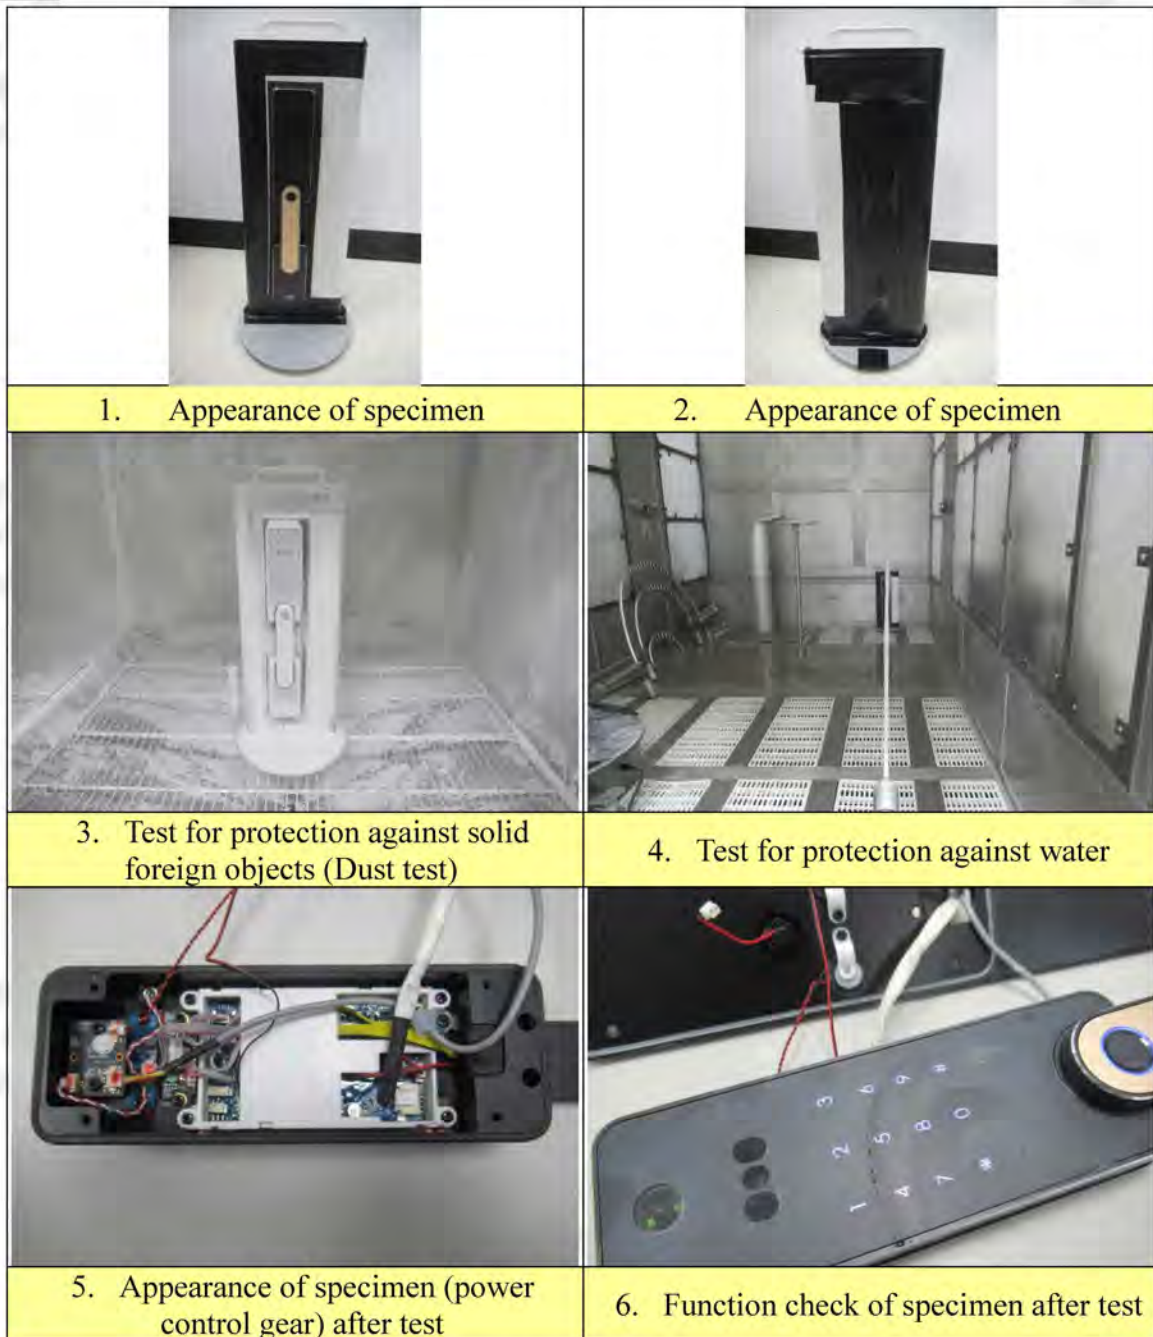 1. Appearance of specimen
2. Appearance of specimen
3. Test for protection against solid
foreign objects (Dust test)
4. Test for protection against water
1 2 3
4 5 6
7 8 9
* 0 #
5. Appearance of specimen (power
control gear) after test
6. Function check of specimen after test